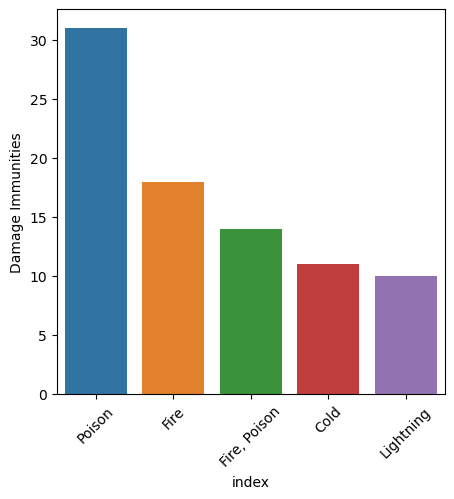 Damage Immunities
30
25
20
15
10
5
0
Poison
Fire
Fire, Poison
Cold
Lightning
index